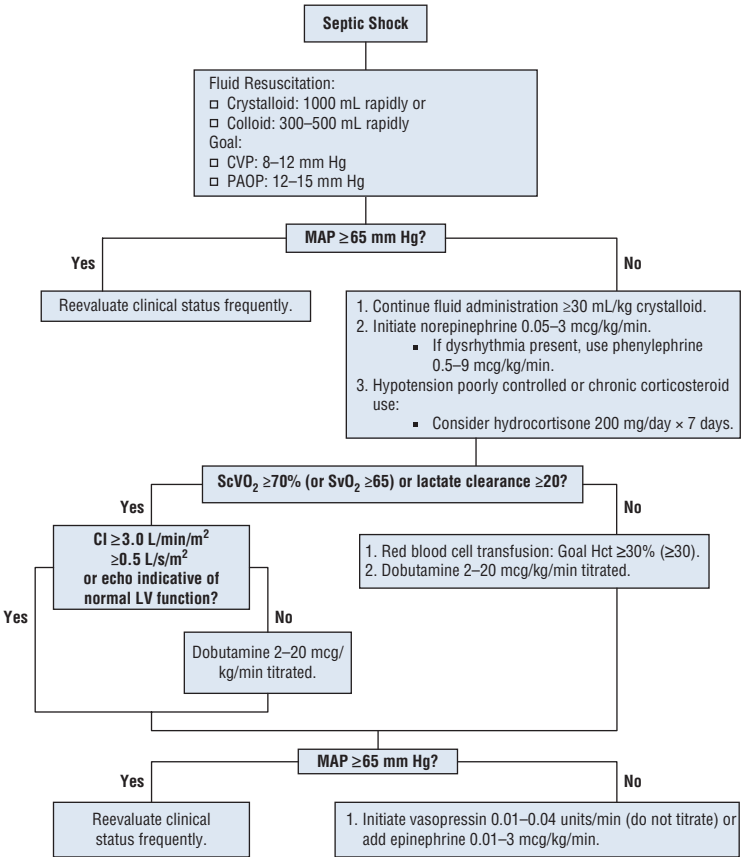 Septic Shock
Fluid Resuscitation:
□ Crystalloid: 1000 mL rapidly or
□ Colloid: 300–500 mL rapidly
Goal:
□ CVP: 8–12 mm Hg
□ PAOP: 12–15 mm Hg
MAP ≥65 mm Hg?
Yes
No
Reevaluate clinical status frequently.
1. Continue fluid administration ≥30 mL/kg crystalloid.
2. Initiate norepinephrine 0.05–3 mcg/kg/min.
▪ If dysrhythmia present, use phenylephrine
0.5–9 mcg/kg/min.
3. Hypotension poorly controlled or chronic corticosteroid
use:
▪ Consider hydrocortisone 200 mg/day × 7 days.
ScVO₂ ≥70% (or SvO₂ ≥65) or lactate clearance ≥20?
Yes
No
CI ≥3.0 L/min/m²
≥0.5 L/s/m²
or echo indicative of
normal LV function?
1. Red blood cell transfusion: Goal Hct ≥30% (≥30).
2. Dobutamine 2–20 mcg/kg/min titrated.
Yes
No
Dobutamine 2–20 mcg/
kg/min titrated.
MAP ≥65 mm Hg?
Yes
No
Reevaluate clinical
status frequently.
1. Initiate vasopressin 0.01–0.04 units/min (do not titrate) or
add epinephrine 0.01–3 mcg/kg/min.